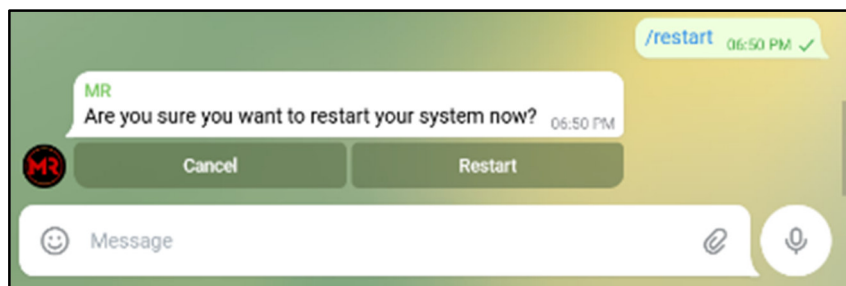 /restart 06:50 PM
MR
Are you sure you want to restart your system now? 06:50 PM
MR
Cancel Restart
Message